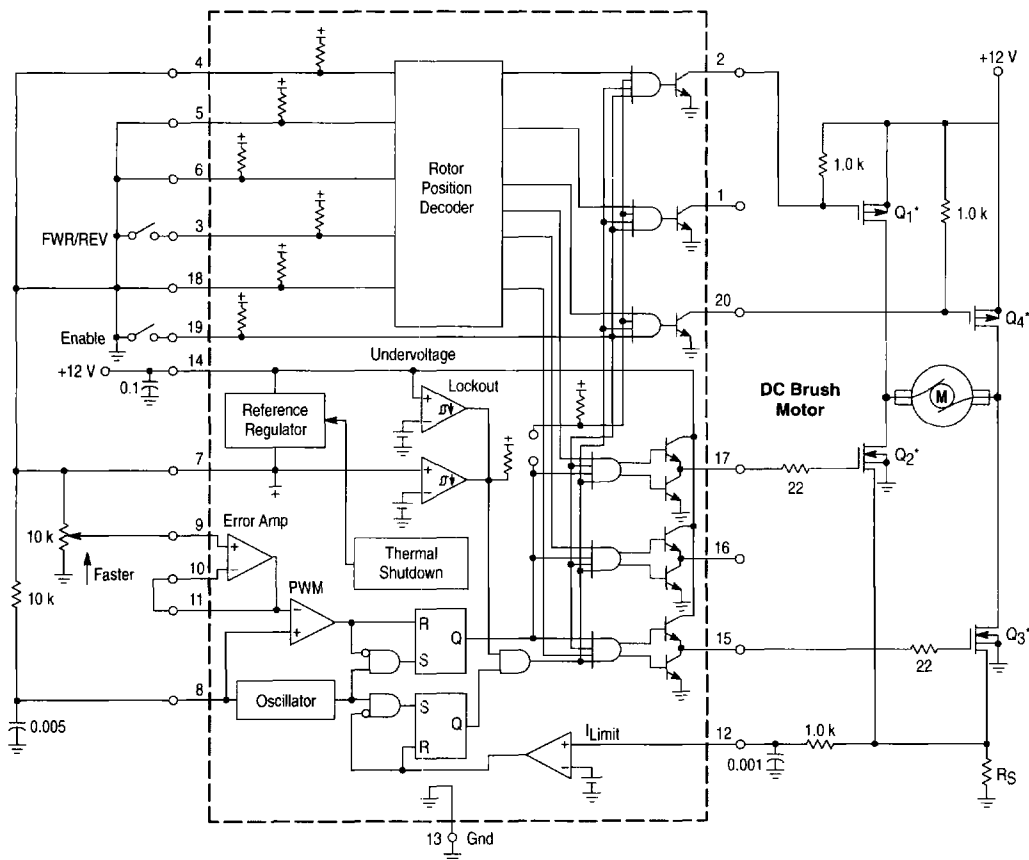 4
2
+12 V
5
6
Rotor
Position
Decoder
1.0 k
Q1*
1
1.0 k
3
FWR/REV
18
20
Q4*
Enable
19
Undervoltage
+12 V
14
Lockout
DC Brush
Motor
M
0.1
Reference
Regulator
17
Q2*
7
22
9
Error Amp
10 k
Thermal
Shutdown
16
Faster
10
10 k
11
PWM
R
Q
S
15
Q3*
22
8
Oscillator
S
Q
R
0.005
ILimit
12
1.0 k
0.001
RS
13
Gnd